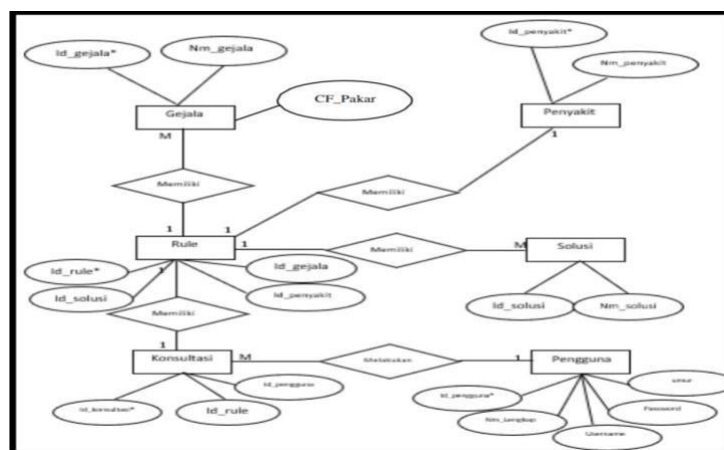 Id_gejala*
Nm_gejala
CF_Pakar
Gejala
M
Id_penyakit*
Nm_penyakit
Penyakit
1
Memiliki
Memiliki
1
1
Rule
1
Memiliki
M
Solusi
Id_rule*
1
Id_gejala
Id_solusi
Id_penyakit
Id_solusi
Nm_solusi
Memiliki
1
Konsultasi
M
Melakukan
1
Pengguna
Id_konsultasi*
Id_rule
Id_pengguna
Id_pengguna*
Nm_Lengkap
Username
Password
umur